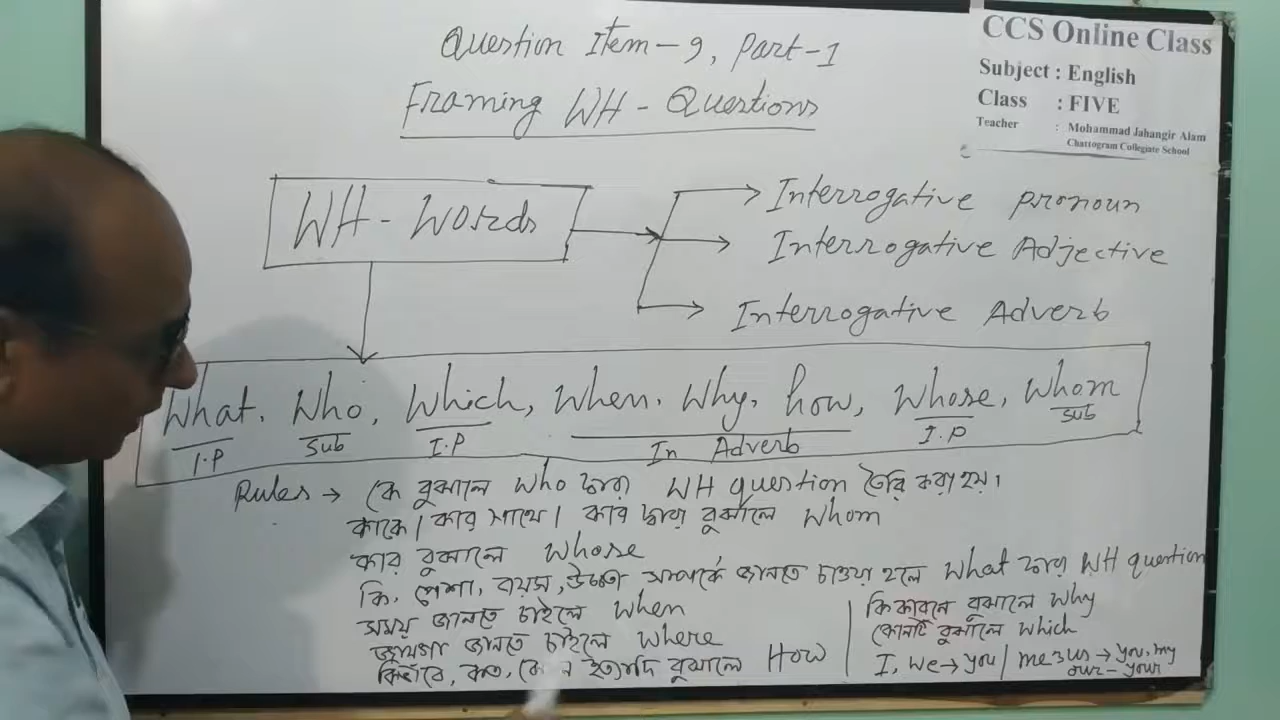 Question Item-9, Part-1
Framing WH - Questions
CCS Online Class
Subject : English
Class : FIVE
Teacher : Mohammad Jahangir Alam
Chattogram Collegiate School
WH - Words
Interrogative pronoun
Interrogative Adjective
Interrogative Adverb
What, Who, Which, When, Why, how, Whose, Whom
I.P Sub I.P In Adverb I.P Sub
Rules → কে বুঝালে Who দ্বারা WH question তৈরি করা হয়।
কাকে / কার সাথে / কার দ্বারা বুঝালে Whom
কার বুঝালে Whose
কি, পেশা, বয়স, উচ্চতা সম্পর্কে জানতে চাওয়া হলে What দ্বারা WH question
সময় জানতে চাইলে When
জায়গা জানতে চাইলে Where
কিভাবে, কত, ইত্যাদি বুঝালে How
কি কারনে বুঝালে Why
কোনটি বুঝালে Which
I, We → you / me ও us → you, my
our - your